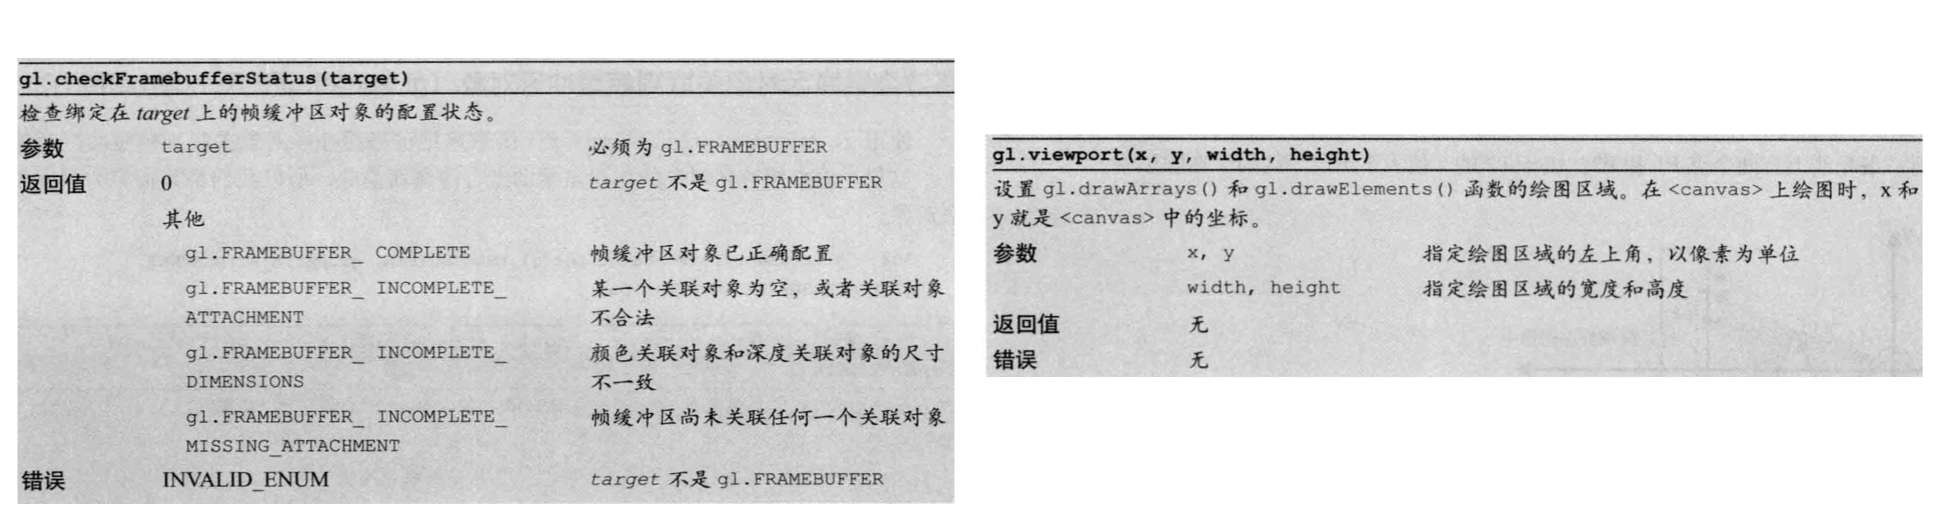 gl.checkFramebufferStatus(target)
检查绑定在 target 上的帧缓冲区对象的配置状态。
参数 target 必须为 gl.FRAMEBUFFER
返回值 0 target 不是 gl.FRAMEBUFFER
其他
gl.FRAMEBUFFER_ COMPLETE 帧缓冲区对象已正确配置
gl.FRAMEBUFFER_ INCOMPLETE_ 某一个关联对象为空，或者关联对象
ATTACHMENT 不合法
gl.FRAMEBUFFER_ INCOMPLETE_ 颜色关联对象和深度关联对象的尺寸
DIMENSIONS 不一致
gl.FRAMEBUFFER_ INCOMPLETE_ 帧缓冲区尚未关联任何一个关联对象
MISSING_ATTACHMENT
错误 INVALID_ENUM target 不是 gl.FRAMEBUFFER
gl.viewport(x, y, width, height)
设置 gl.drawArrays() 和 gl.drawElements() 函数的绘图区域。在 <canvas> 上绘图时，x 和
y 就是 <canvas> 中的坐标。
参数 x, y 指定绘图区域的左上角，以像素为单位
width, height 指定绘图区域的宽度和高度
返回值 无
错误 无